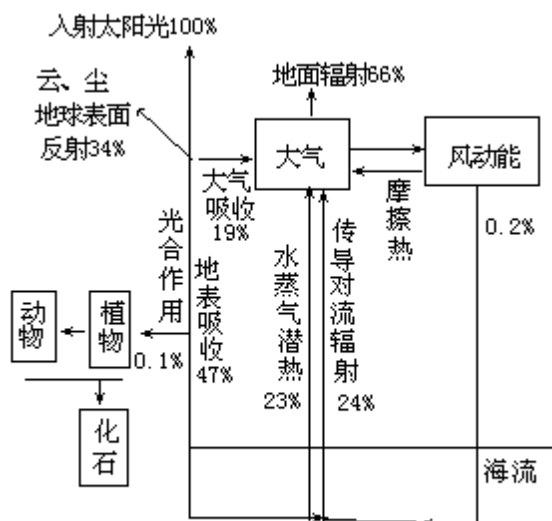 入射太阳光100%
云、尘
地球表面
反射34%
地面辐射66%
大气
风动能
大气
吸收
19%
摩擦热
0.2%
光合作用
地表吸收
47%
水蒸气潜热
23%
传导对流辐射
24%
动物
植物
0.1%
化石
海流